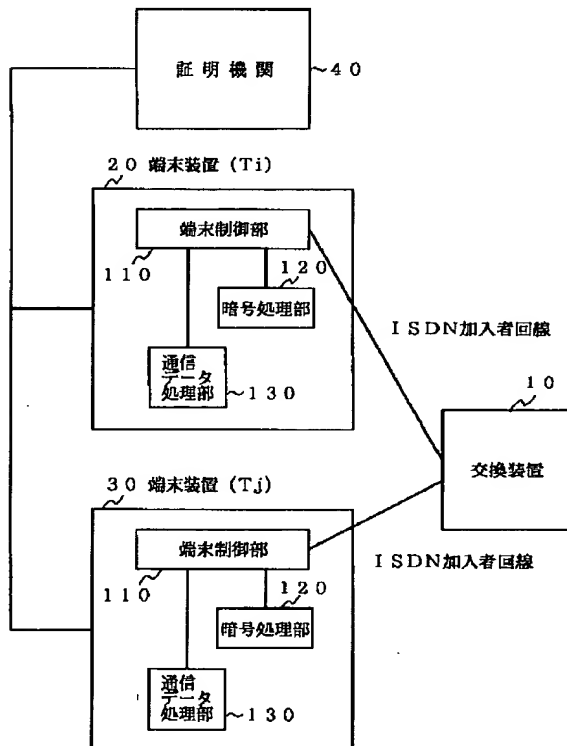 証明機関
40
20 端末装置 (Ti)
端末制御部
110
120
暗号処理部
通信
データ
処理部
130
ISDN加入者回線
10
交換装置
30 端末装置 (Tj)
端末制御部
ISDN加入者回線
110
120
暗号処理部
通信
データ
処理部
130